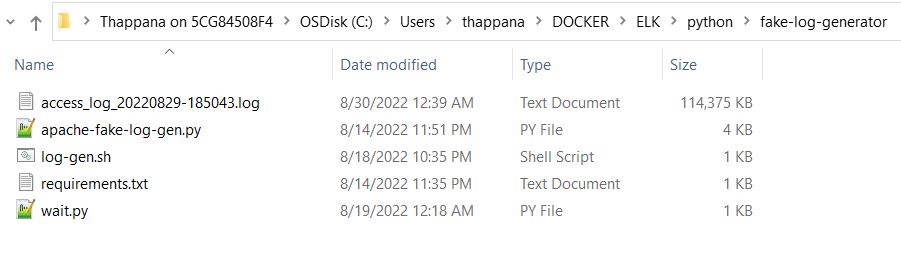 Thappana on 5CG84508F4 > OSDisk (C:) > Users > thappana > DOCKER > ELK > python > fake-log-generator
Name Date modified Type Size
access_log_20220829-185043.log 8/30/2022 12:39 AM Text Document 114,375 KB
apache-fake-log-gen.py 8/14/2022 11:51 PM PY File 4 KB
log-gen.sh 8/18/2022 10:35 PM Shell Script 1 KB
requirements.txt 8/14/2022 11:35 PM Text Document 1 KB
wait.py 8/19/2022 12:18 AM PY File 1 KB